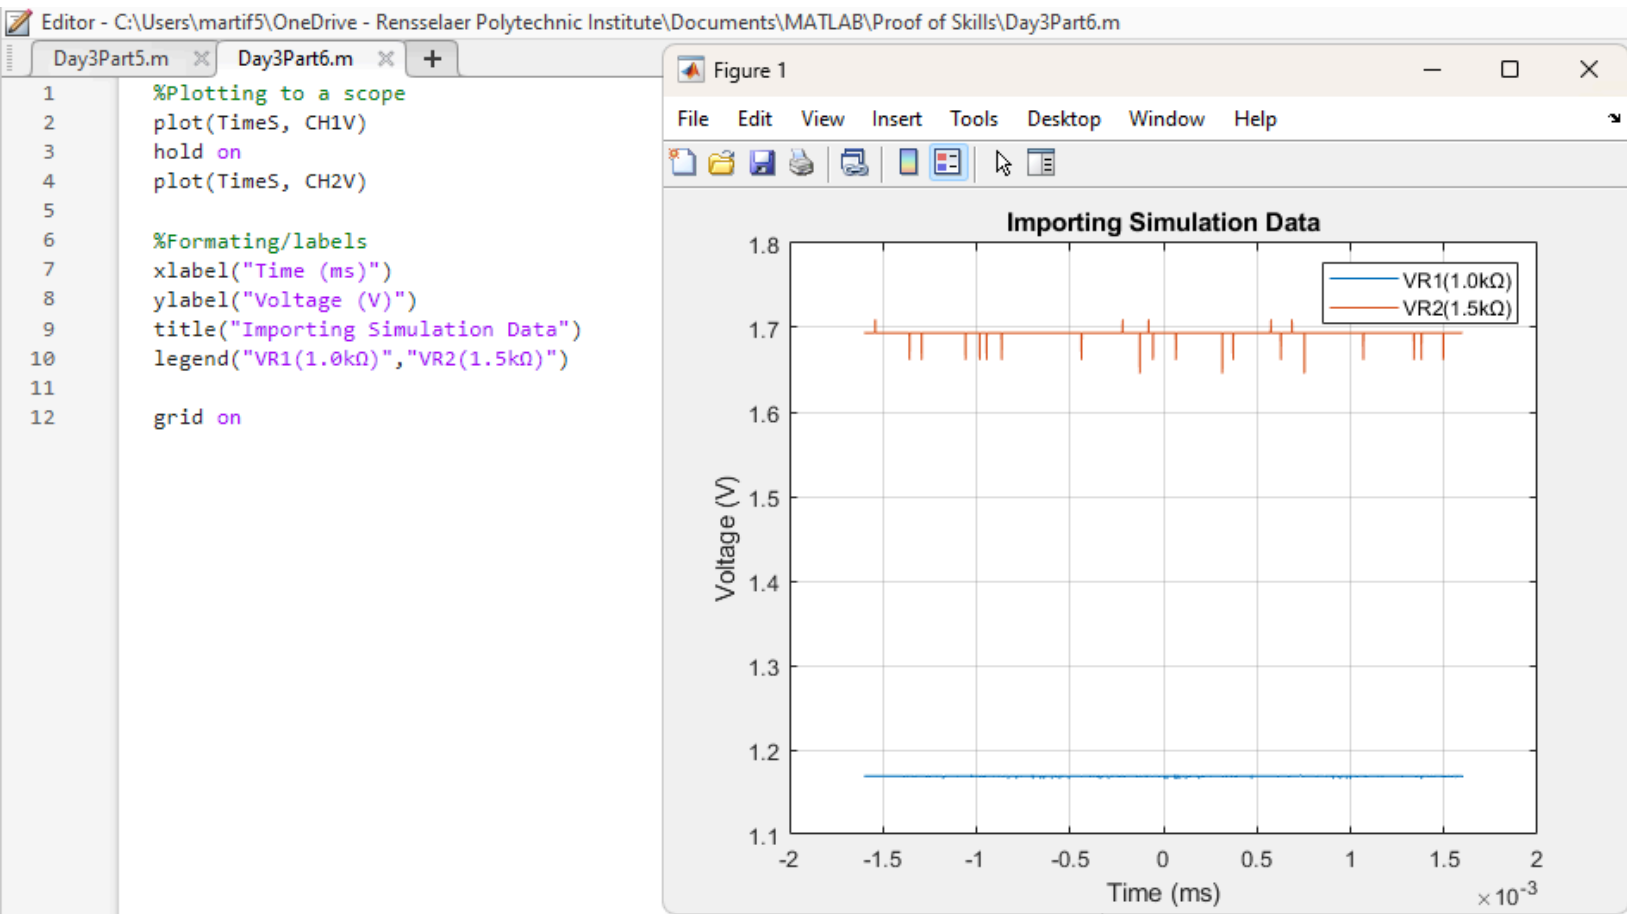 Editor - C:\Users\martif5\OneDrive - Rensselaer Polytechnic Institute\Documents\MATLAB\Proof of Skills\Day3Part6.m
Day3Part5.m
Day3Part6.m
1 %Plotting to a scope
2 plot(TimeS, CH1V)
3 hold on
4 plot(TimeS, CH2V)
5
6 %Formating/labels
7 xlabel("Time (ms)")
8 ylabel("Voltage (V)")
9 title("Importing Simulation Data")
10 legend("VR1(1.0kΩ)","VR2(1.5kΩ)")
11
12 grid on
Figure 1
File Edit View Insert Tools Desktop Window Help
Importing Simulation Data
VR1(1.0kΩ)
VR2(1.5kΩ)
Voltage (V)
1.8
1.7
1.6
1.5
1.4
1.3
1.2
1.1
-2 -1.5 -1 -0.5 0 0.5 1 1.5 2
Time (ms)
×10-3